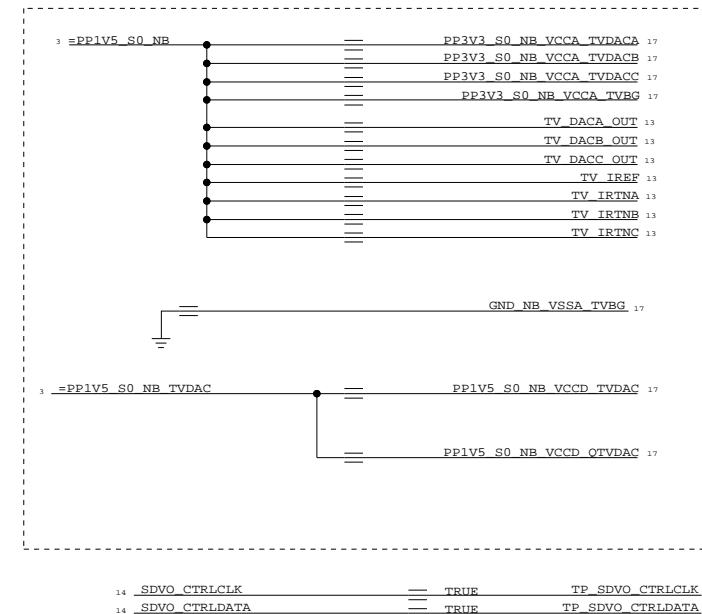 3 =PP1V5_S0_NB PP3V3_S0_NB_VCCA_TVDACA 17
PP3V3_S0_NB_VCCA_TVDACB 17
PP3V3_S0_NB_VCCA_TVDACC 17
PP3V3_S0_NB_VCCA_TVBG 17
TV_DACA_OUT 13
TV_DACB_OUT 13
TV_DACC_OUT 13
TV_IREF 13
TV_IRTNA 13
TV_IRTNB 13
TV_IRTNC 13
GND_NB_VSSA_TVBG 17
3 =PP1V5_S0_NB_TVDAC PP1V5_S0_NB_VCCD_TVDAC 17
PP1V5_S0_NB_VCCD_QTVDAC 17
14 SDVO_CTRLCLK TRUE TP_SDVO_CTRLCLK
14 SDVO_CTRLDATA TRUE TP_SDVO_CTRLDATA